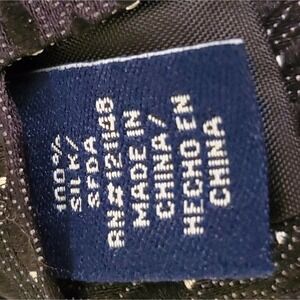 100%
SILK/
SEDA
RN#121148
MADE IN
CHINA/
HECHO EN
CHINA